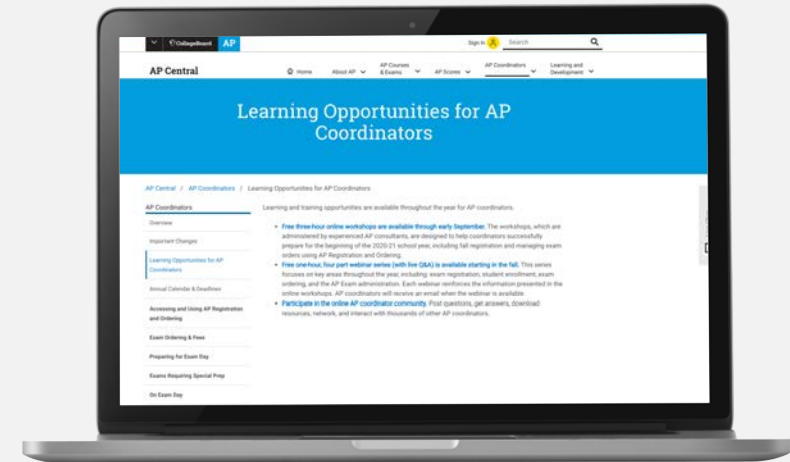 CollegeBoard AP
Sign In
Search
AP Central
Home
About AP
AP Courses
& Exams
AP Scores
AP Coordinators
Learning and
Development
Learning Opportunities for AP
Coordinators
AP Central / AP Coordinators / Learning Opportunities for AP Coordinators
AP Coordinators
Overview
Important Changes
Learning Opportunities for AP
Coordinators
Annual Calendar & Deadlines
Accessing and Using AP Registration
and Ordering
Exam Ordering & Fees
Preparing for Exam Day
Exams Requiring Special Prep
On Exam Day
Learning and training opportunities are available throughout the year for AP coordinators.
• Free three-hour online workshops are available through early September. The workshops, which are
administered by experienced AP consultants, are designed to help coordinators successfully
prepare for the beginning of the 2020-21 school year, including fall registration and managing exam
orders using AP Registration and Ordering.
• Free one-hour, four part webinar series (with live Q&A) is available starting in the fall. This series
focuses on key areas throughout the year, including: exam registration, student enrollment, exam
ordering, and the AP Exam administration. Each webinar reinforces the information presented in the
online workshops. AP coordinators will receive an email when the webinar is available.
• Participate in the online AP coordinator community. Post questions, get answers, download
resources, network, and interact with thousands of other AP coordinators.